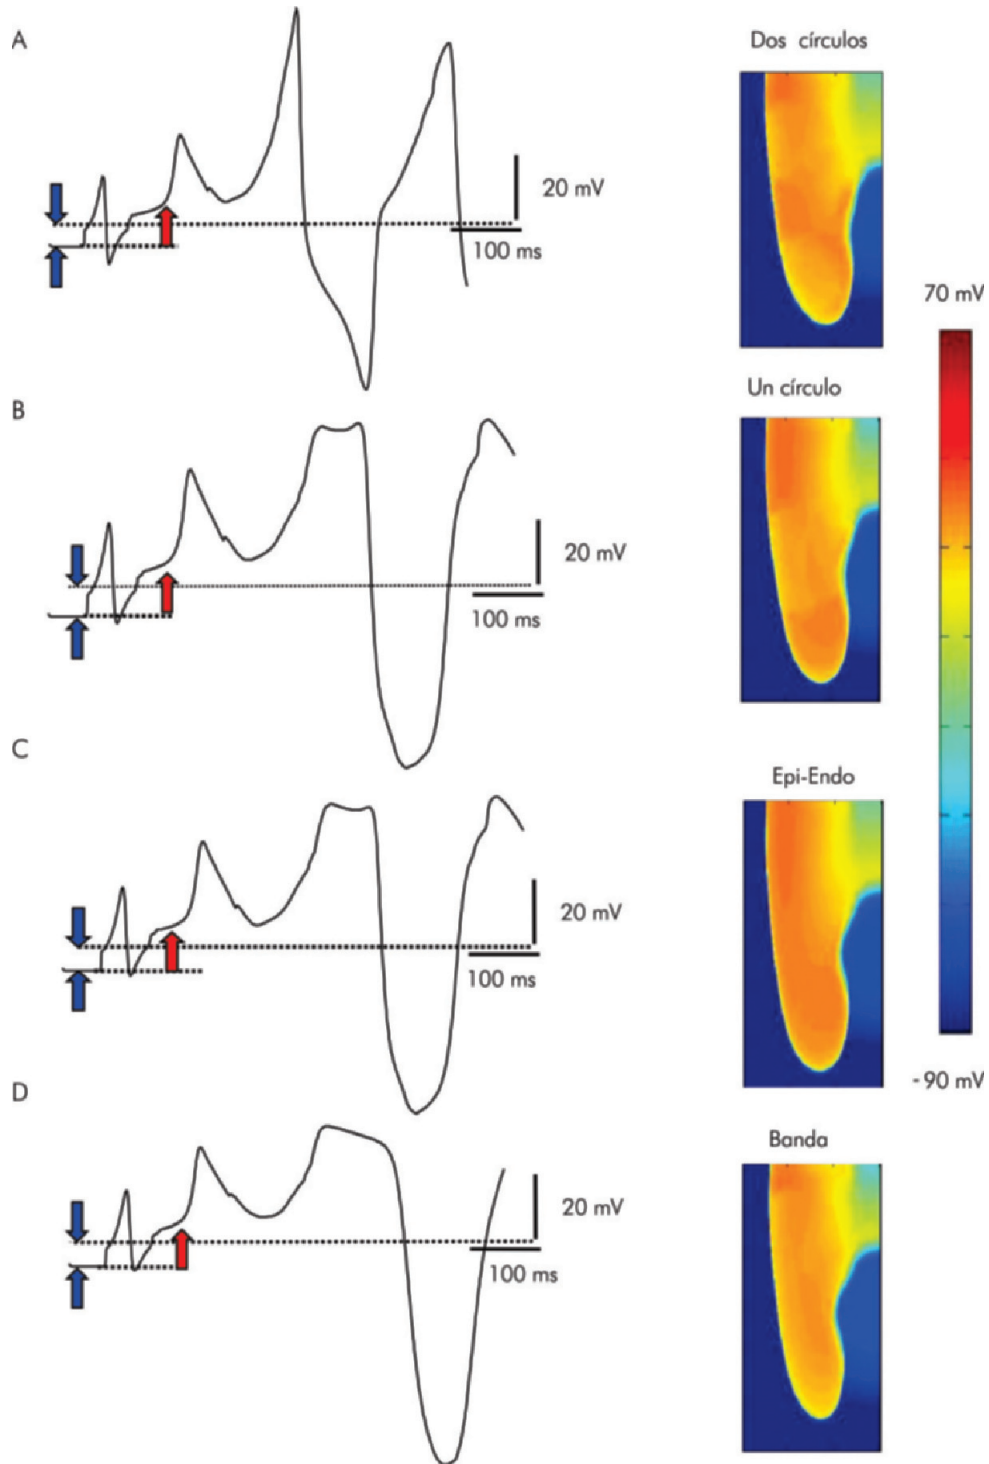 A
Dos círculos
20 mV
100 ms
70 mV
B
Un círculo
20 mV
100 ms
C
Epi-Endo
20 mV
100 ms
- 90 mV
D
Banda
20 mV
100 ms